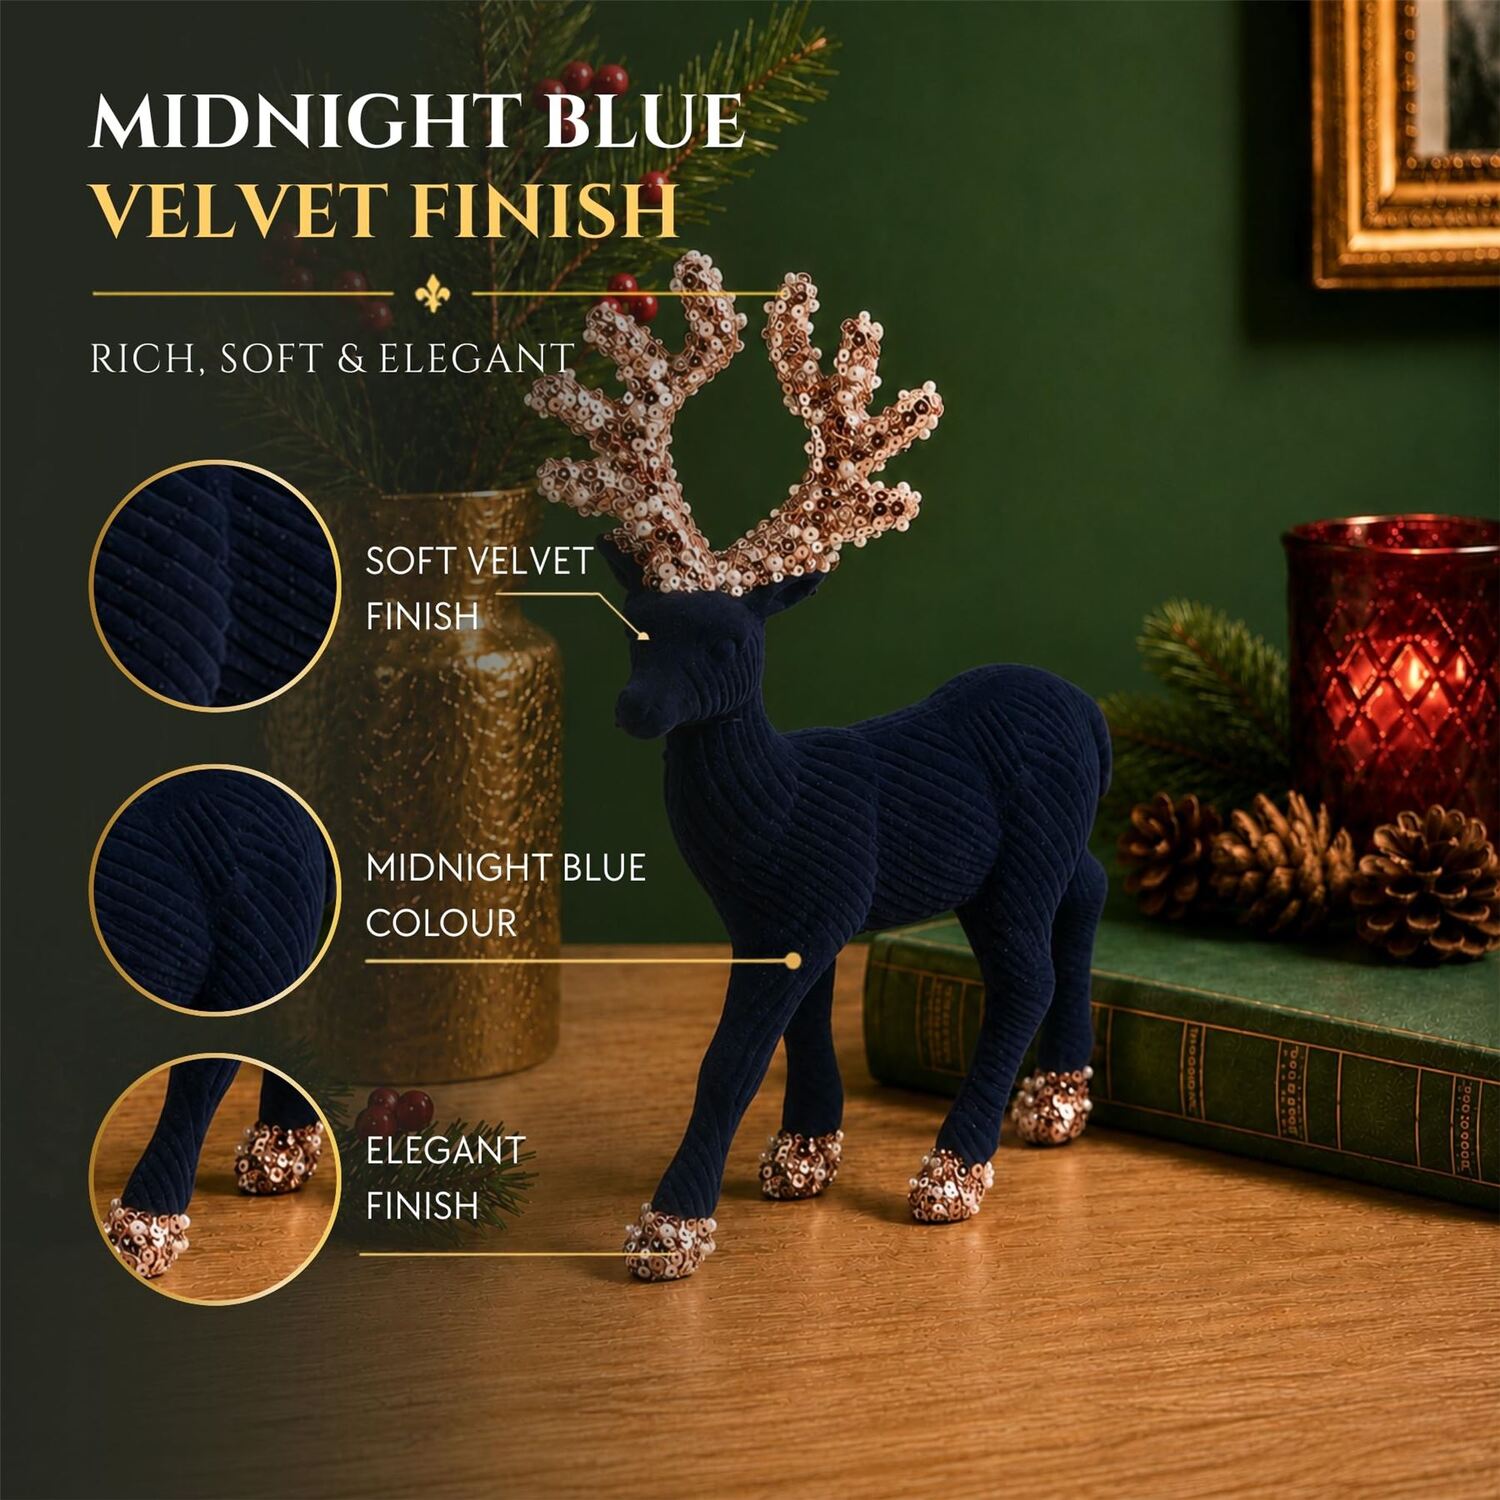 MIDNIGHT BLUE
VELVET FINISH
RICH, SOFT & ELEGANT
SOFT VELVET
FINISH
MIDNIGHT BLUE
COLOUR
ELEGANT
FINISH